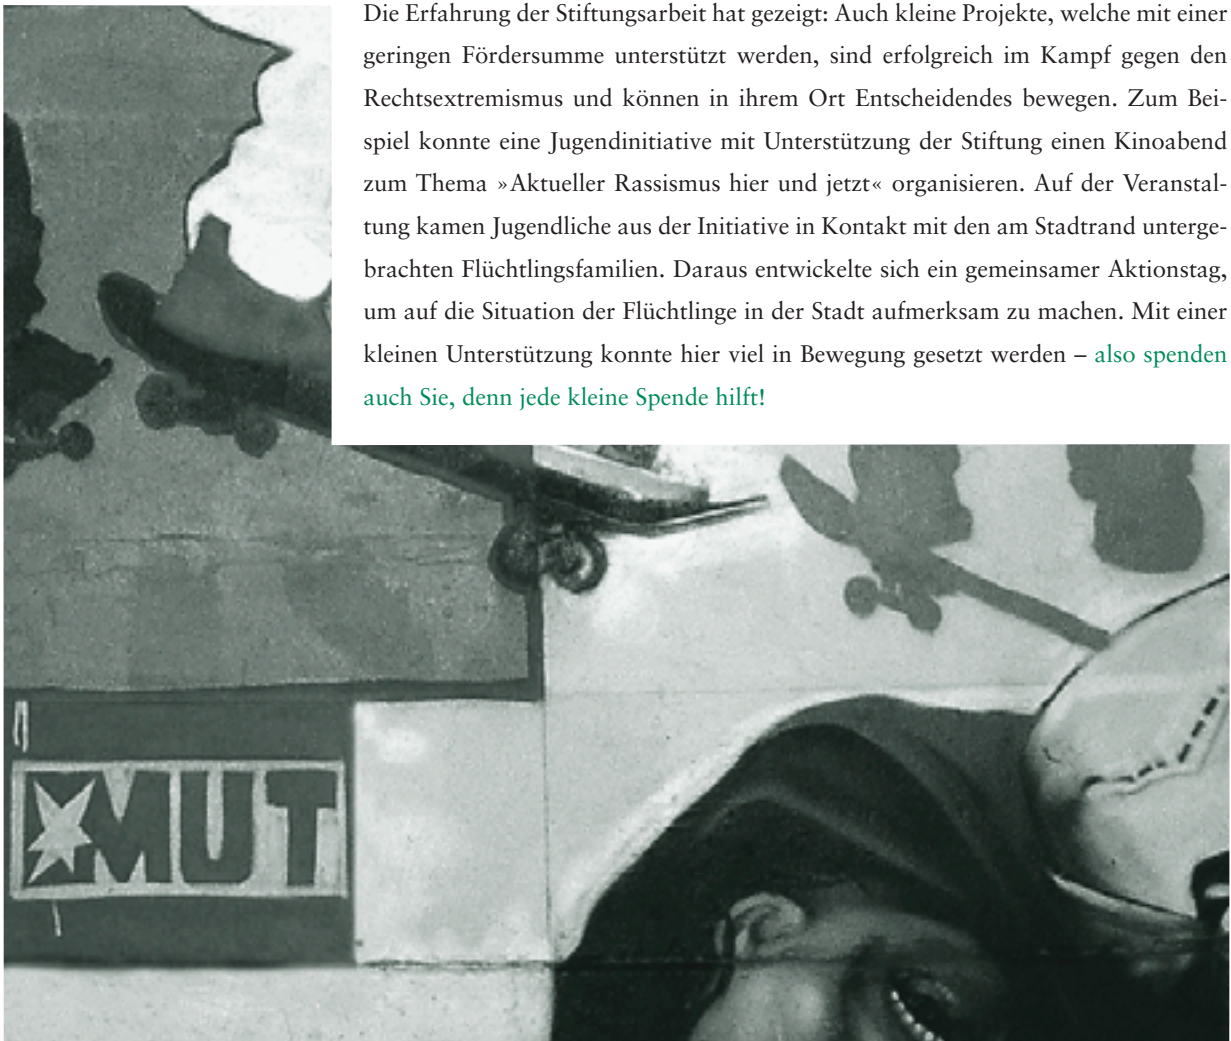 Die Erfahrung der Stiftungsarbeit hat gezeigt: Auch kleine Projekte, welche mit einer
geringen Fördersumme unterstützt werden, sind erfolgreich im Kampf gegen den
Rechtsextremismus und können in ihrem Ort Entscheidendes bewegen. Zum Bei-
spiel konnte eine Jugendinitiative mit Unterstützung der Stiftung einen Kinoabend
zum Thema »Aktueller Rassismus hier und jetzt« organisieren. Auf der Veranstal-
tung kamen Jugendliche aus der Initiative in Kontakt mit den am Stadtrand unterge-
brachten Flüchtlingsfamilien. Daraus entwickelte sich ein gemeinsamer Aktionstag,
um auf die Situation der Flüchtlinge in der Stadt aufmerksam zu machen. Mit einer
kleinen Unterstützung konnte hier viel in Bewegung gesetzt werden – also spenden
auch Sie, denn jede kleine Spende hilft!
MUT